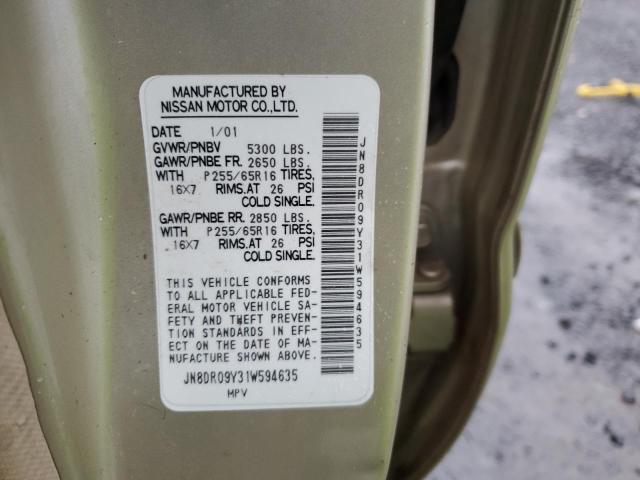 MANUFACTURED BY
NISSAN MOTOR CO.,LTD.
DATE 1/01
GVWR/PNBV 5300 LBS.
GAWR/PNBE FR. 2650 LBS.
WITH P255/65R16 TIRES,
16X7 RIMS.AT 26 PSI
COLD SINGLE.
GAWR/PNBE RR. 2850 LBS.
WITH P255/65R16 TIRES,
16X7 RIMS.AT 26 PSI
COLD SINGLE.
THIS VEHICLE CONFORMS
TO ALL APPLICABLE FED-
ERAL MOTOR VEHICLE SA-
FETY AND THEFT PREVEN-
TION STANDARDS IN EFF-
ECT ON THE DATE OF MA-
NUFACTURE SHOWN ABOVE.
JN8DR09Y31W594635
MPV
JN8DR09Y31W594635